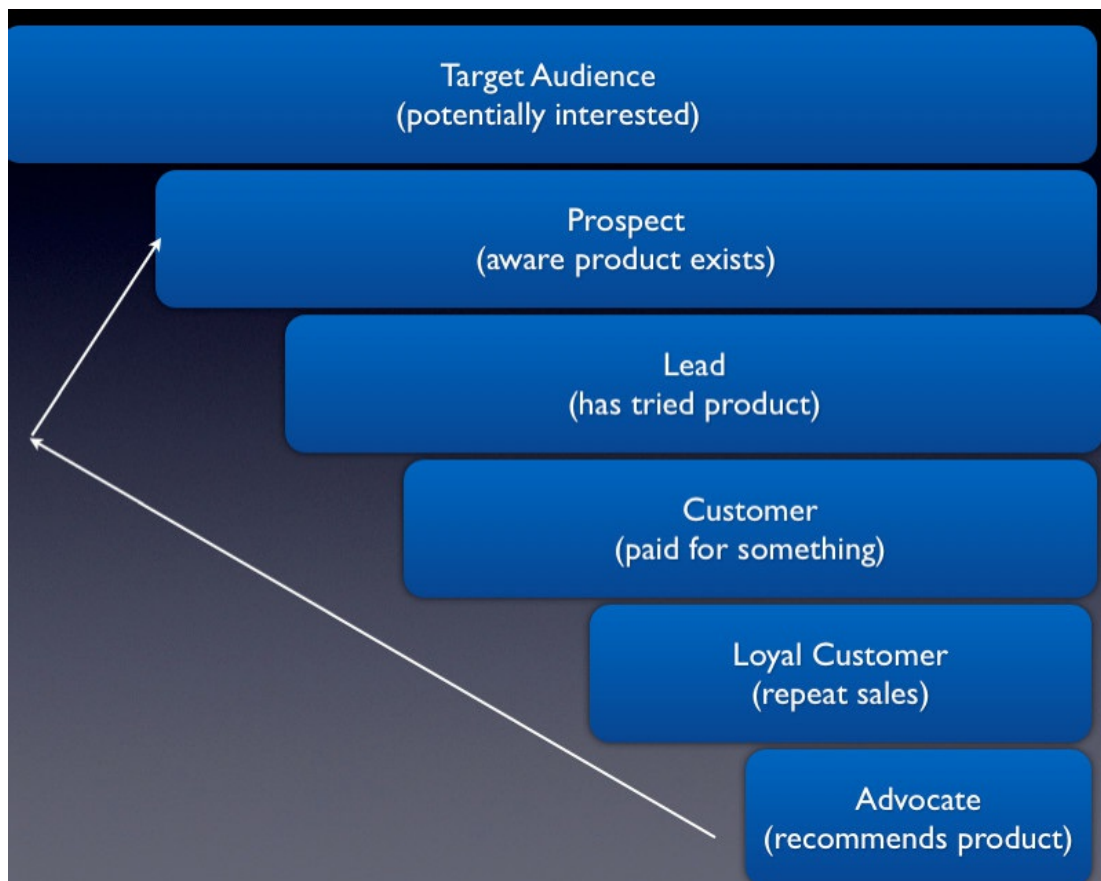 Target Audience
(potentially interested)
Prospect
(aware product exists)
Lead
(has tried product)
Customer
(paid for something)
Loyal Customer
(repeat sales)
Advocate
(recommends product)